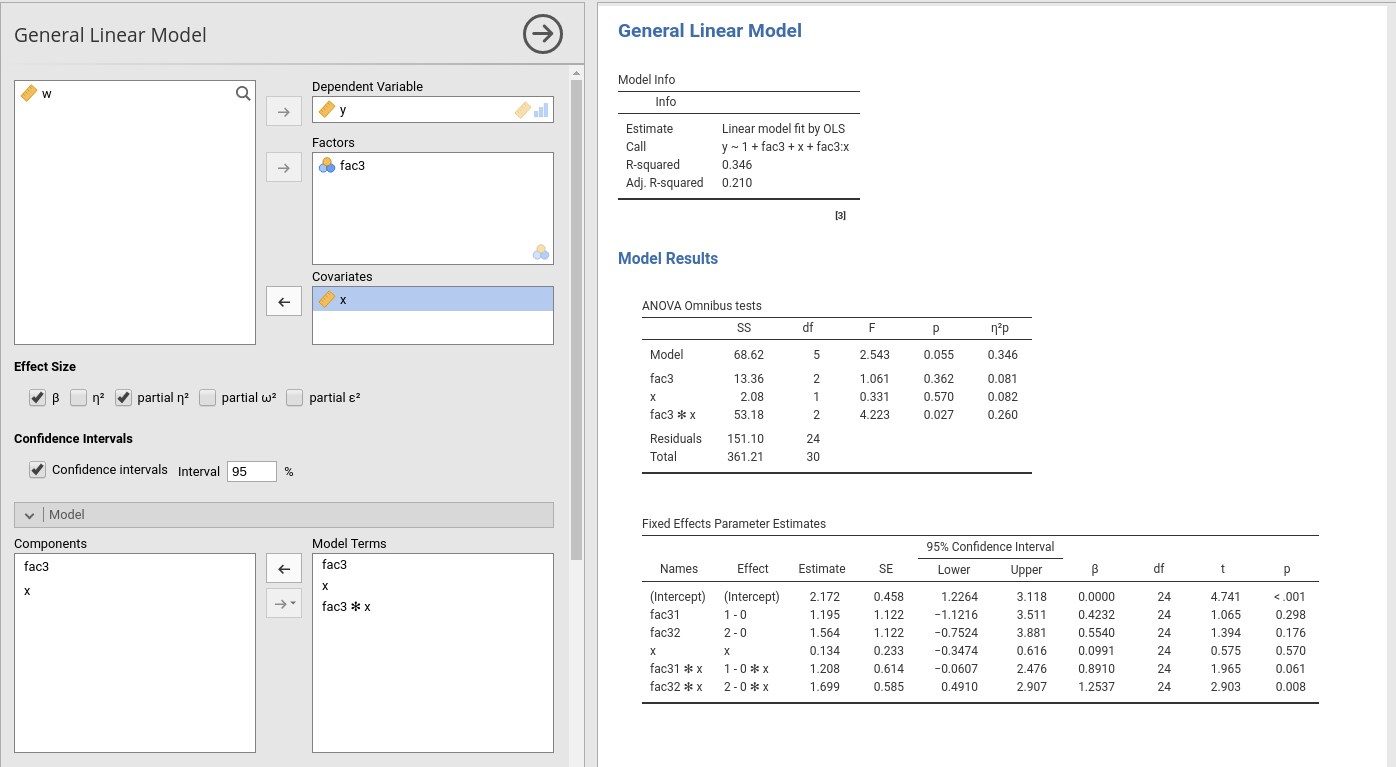 General Linear Model
w
Dependent Variable
y
Factors
fac3
Covariates
x
Effect Size
β η² partial η² partial ω² partial ε²
Confidence Intervals
Confidence intervals Interval 95 %
Model
Components
fac3
x
Model Terms
fac3
x
fac3 ✻ x
General Linear Model
Model Info
Info
Estimate Linear model fit by OLS
Call y ~ 1 + fac3 + x + fac3:x
R-squared 0.346
Adj. R-squared 0.210
[3]
Model Results
ANOVA Omnibus tests
SS df F p η²p
Model 68.62 5 2.543 0.055 0.346
fac3 13.36 2 1.061 0.362 0.081
x 2.08 1 0.331 0.570 0.082
fac3 ✻ x 53.18 2 4.223 0.027 0.260
Residuals 151.10 24
Total 361.21 30
Fixed Effects Parameter Estimates
95% Confidence Interval
Names Effect Estimate SE Lower Upper β df t p
(Intercept) (Intercept) 2.172 0.458 1.2264 3.118 0.0000 24 4.741 < .001
fac31 1 - 0 1.195 1.122 −1.1216 3.511 0.4232 24 1.065 0.298
fac32 2 - 0 1.564 1.122 −0.7524 3.881 0.5540 24 1.394 0.176
x x 0.134 0.233 −0.3474 0.616 0.0991 24 0.575 0.570
fac31 ✻ x 1 - 0 ✻ x 1.208 0.614 −0.0607 2.476 0.8910 24 1.965 0.061
fac32 ✻ x 2 - 0 ✻ x 1.699 0.585 0.4910 2.907 1.2537 24 2.903 0.008